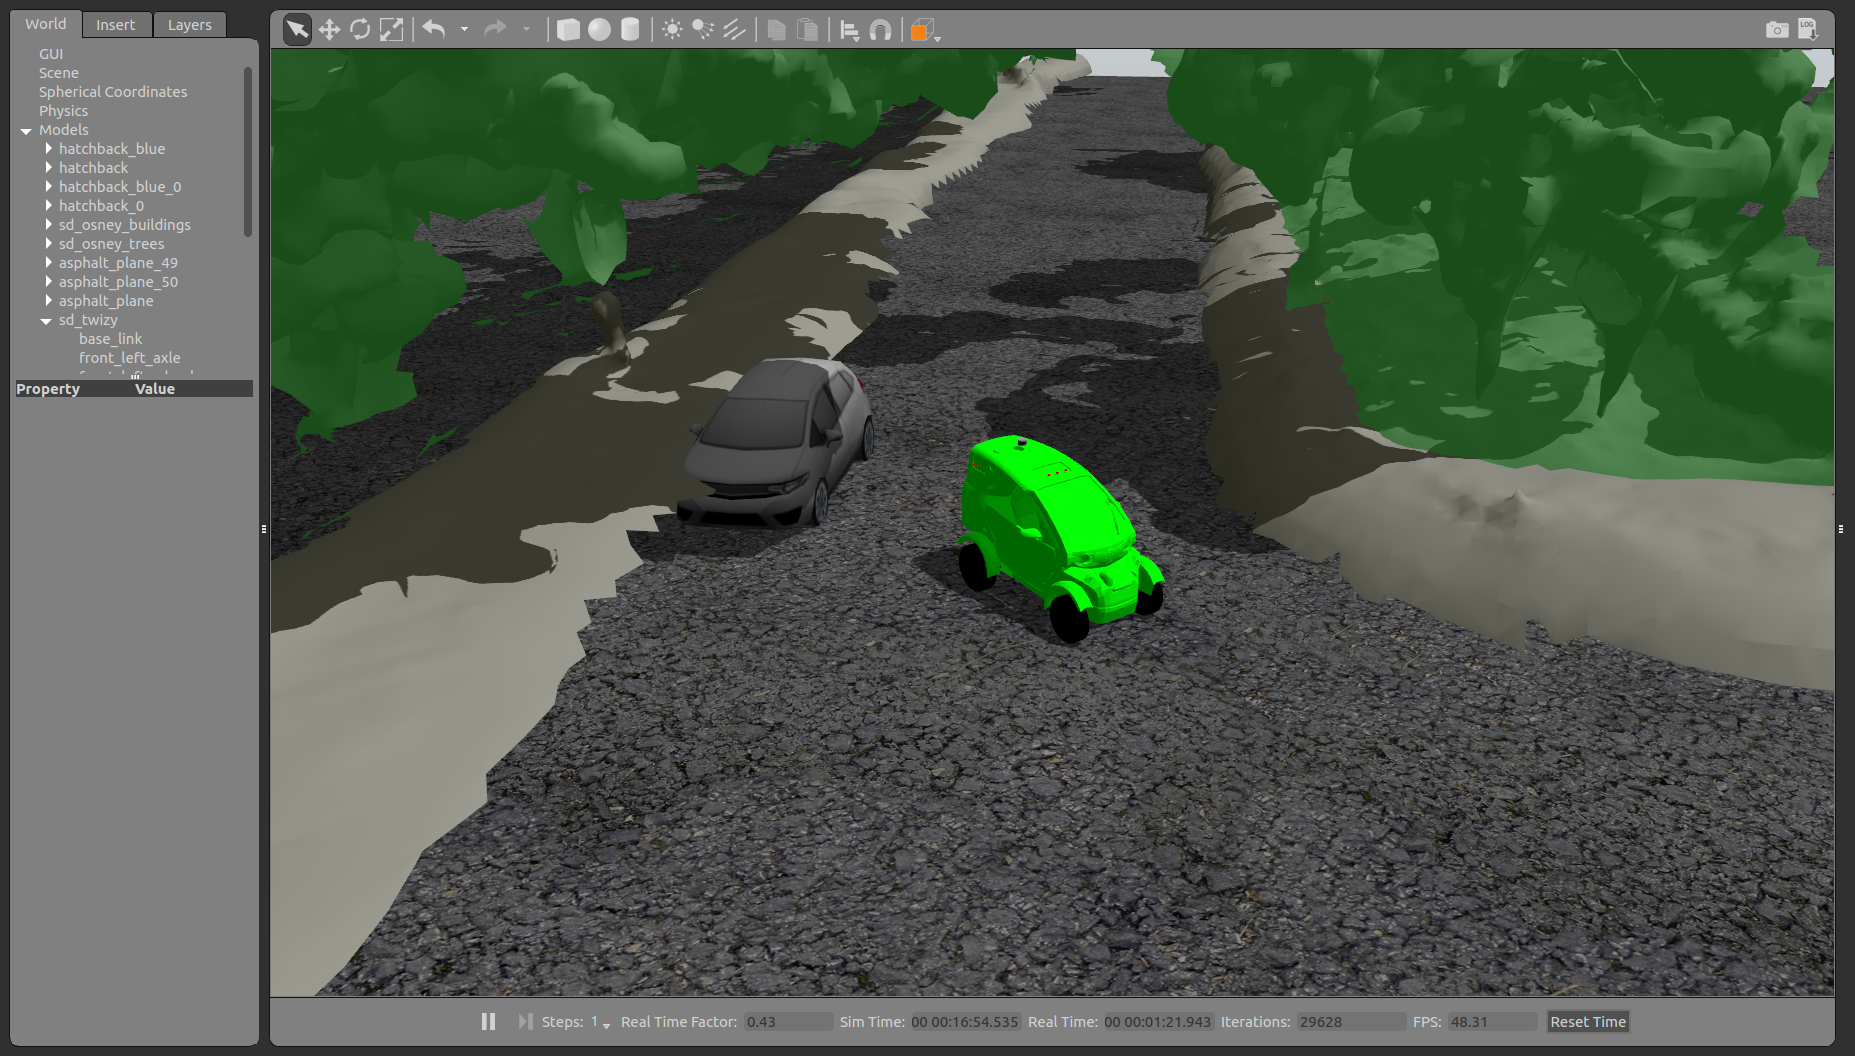 World Insert Layers
GUI
Scene
Spherical Coordinates
Physics
Models
hatchback_blue
hatchback
hatchback_blue_0
hatchback_0
sd_osney_buildings
sd_osney_trees
asphalt_plane_49
asphalt_plane_50
asphalt_plane
sd_twizy
base_link
front_left_axle
Property Value
LOG
Steps: 1 Real Time Factor: 0.43 Sim Time: 00 00:16:54.535 Real Time: 00 00:01:21.943 Iterations: 29628 FPS: 48.31 Reset Time